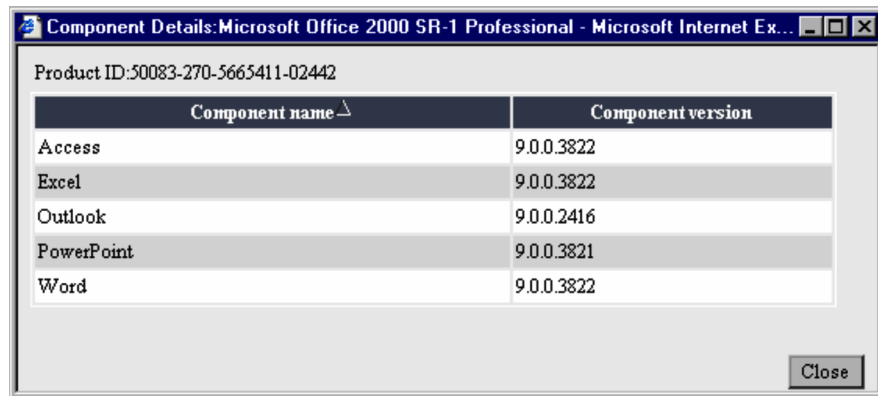 Component Details:Microsoft Office 2000 SR-1 Professional - Microsoft Internet Ex...
Product ID:50083-270-5665411-02442
Component name Component version
Access 9.0.0.3822
Excel 9.0.0.3822
Outlook 9.0.0.2416
PowerPoint 9.0.0.3821
Word 9.0.0.3822
Close